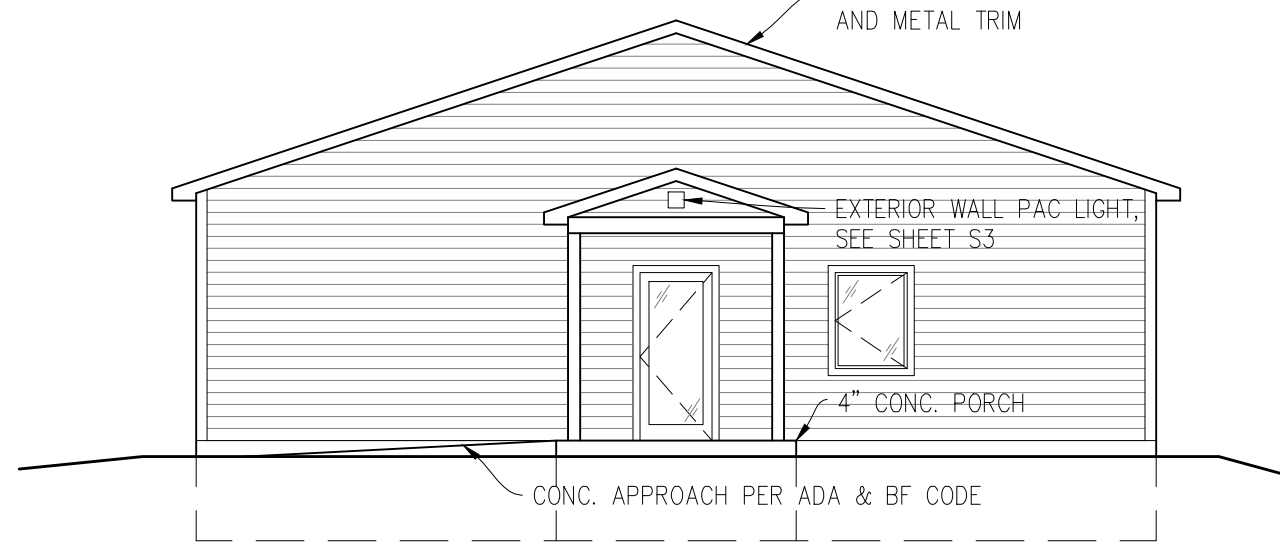 AND METAL TRIM
EXTERIOR WALL PAC LIGHT,
SEE SHEET S3
4” CONC. PORCH
CONC. APPROACH PER ADA & BF CODE